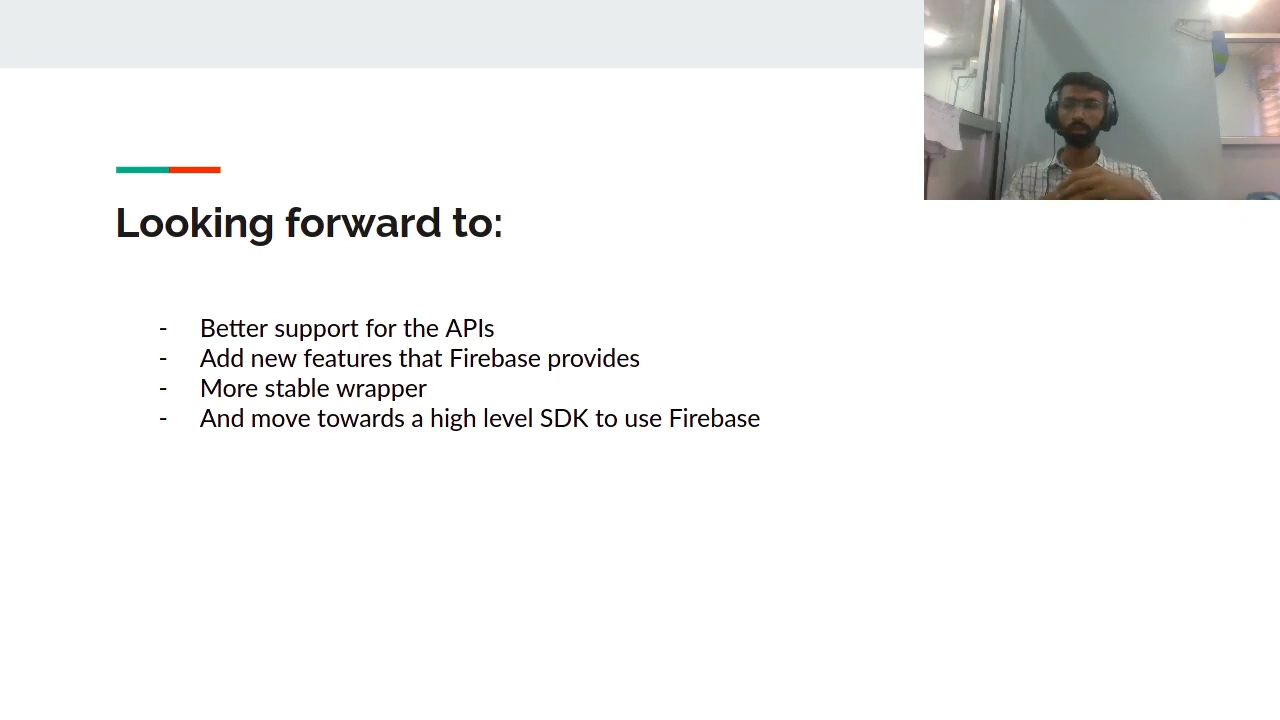 Looking forward to:
- Better support for the APIs
- Add new features that Firebase provides
- More stable wrapper
- And move towards a high level SDK to use Firebase